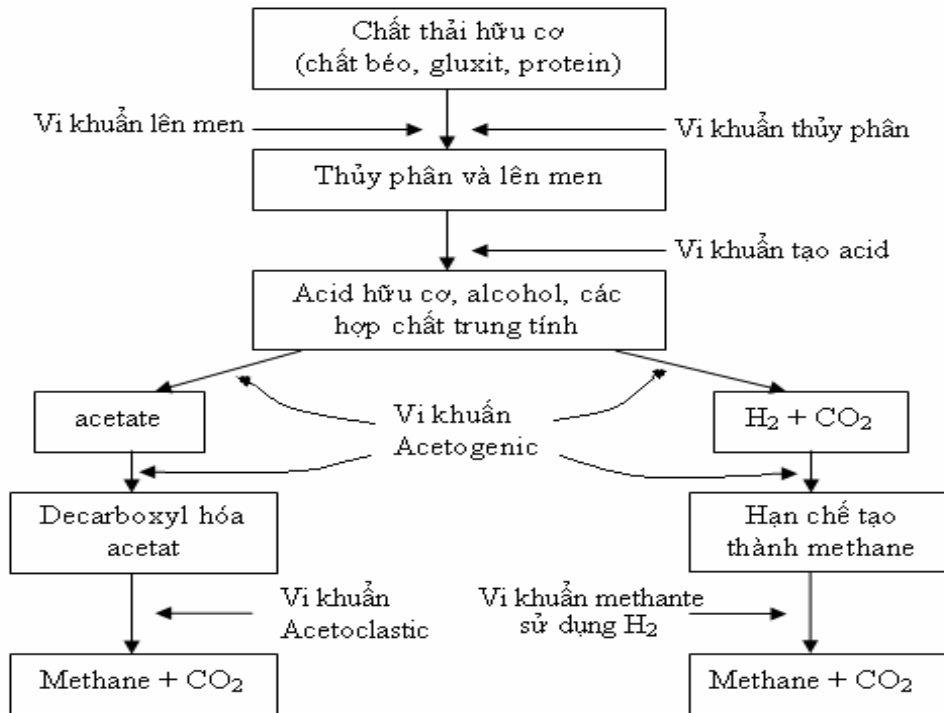 Chất thải hữu cơ
(chất béo, gluxit, protein)
Vi khuẩn lên men
Vi khuẩn thủy phân
Thủy phân và lên men
Vi khuẩn tạo acid
Acid hữu cơ, alcohol, các
hợp chất trung tính
acetate
Vi khuẩn
Acetogenic
H₂ + CO₂
Decarboxyl hóa
acetat
Hạn chế tạo
thành methane
Vi khuẩn
Acetoclastic
Vi khuẩn methante
sử dụng H₂
Methane + CO₂
Methane + CO₂